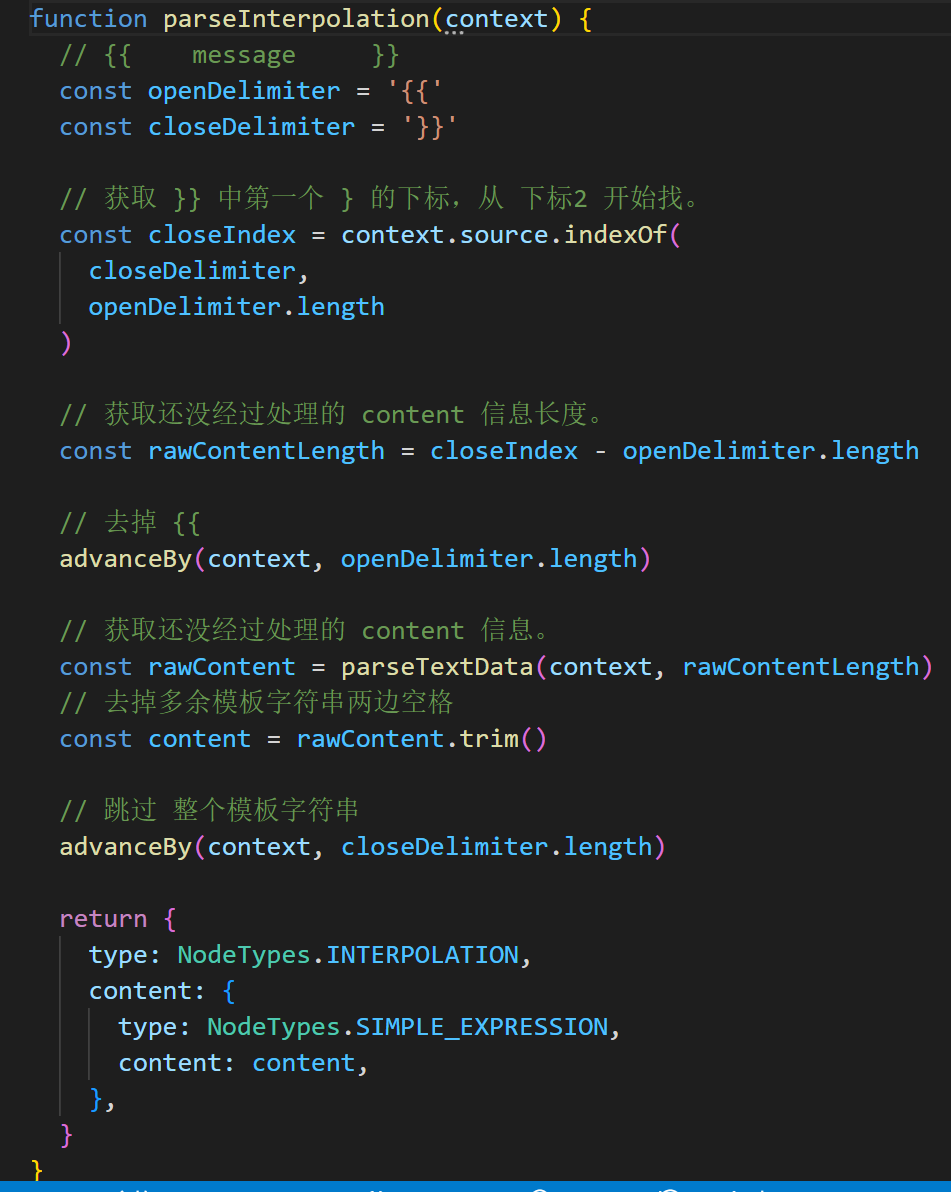 function parseInterpolation(context) {
  // {{    message     }}
  const openDelimiter = '{{'
  const closeDelimiter = '}}'

  // 获取 }} 中第一个 } 的下标，从 下标2 开始找。
  const closeIndex = context.source.indexOf(
    closeDelimiter,
    openDelimiter.length
  )

  // 获取还没经过处理的 content 信息长度。
  const rawContentLength = closeIndex - openDelimiter.length

  // 去掉 {{
  advanceBy(context, openDelimiter.length)

  // 获取还没经过处理的 content 信息。
  const rawContent = parseTextData(context, rawContentLength)
  // 去掉多余模板字符串两边空格
  const content = rawContent.trim()

  // 跳过 整个模板字符串
  advanceBy(context, closeDelimiter.length)

  return {
    type: NodeTypes.INTERPOLATION,
    content: {
      type: NodeTypes.SIMPLE_EXPRESSION,
      content: content,
    },
  }
}